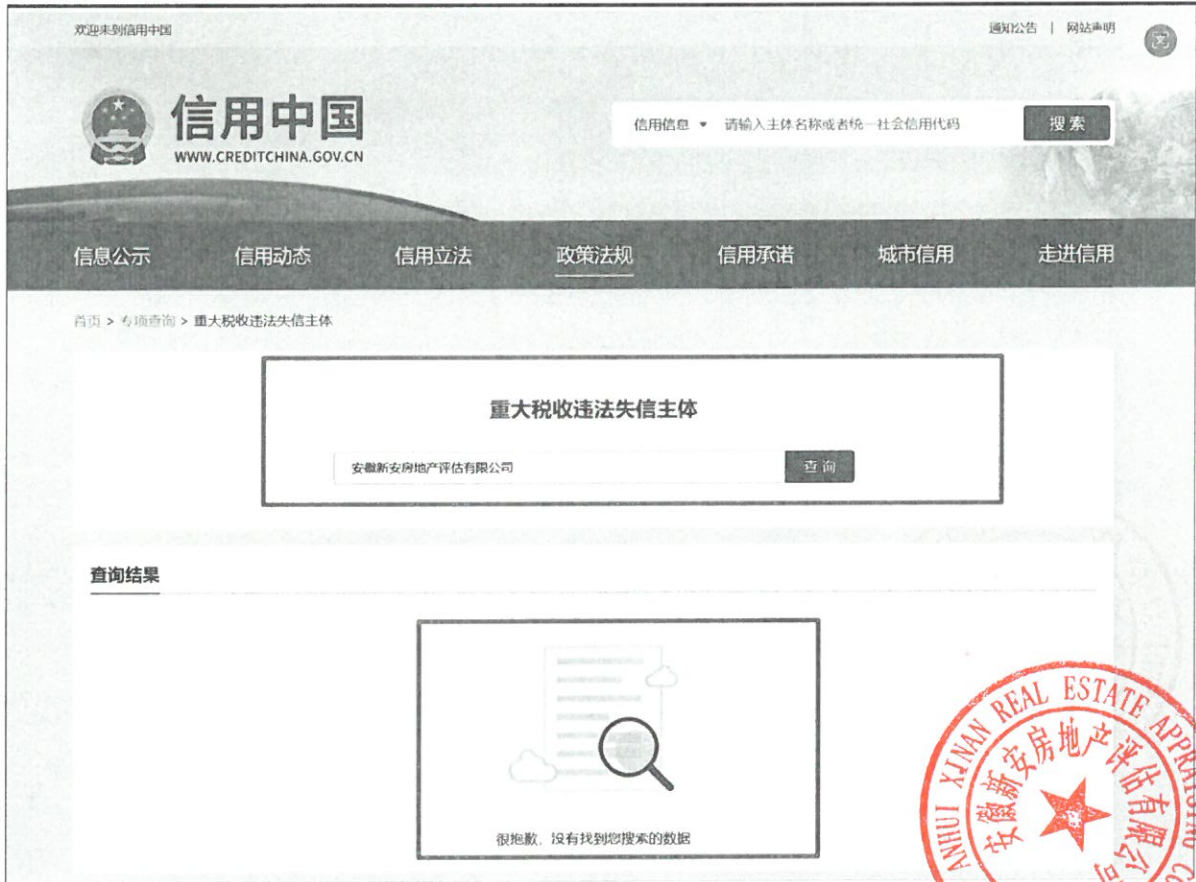 欢迎来到信用中国
通知公告 | 网站声明
信用中国
WWW.CREDITCHINA.GOV.CN
信用信息 请输入主体名称或者统一社会信用代码 搜索
信息公示 信用动态 信用立法 政策法规 信用承诺 城市信用 走进信用
首页 > 专项查询 > 重大税收违法失信主体
重大税收违法失信主体
安徽新安房地产评估有限公司 查询
查询结果
很抱歉，没有找到您搜索的数据
ANHUI XINAN REAL ESTATE APPRAISING CO
安徽新安房地产评估有限公司